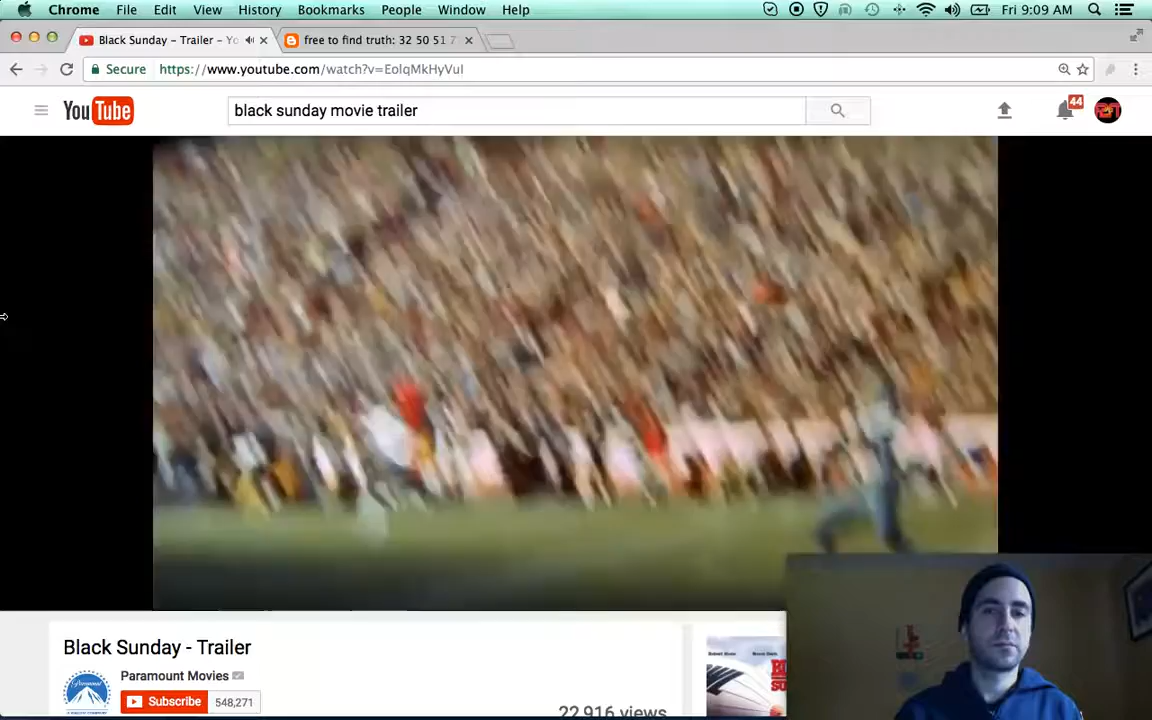 Chrome File Edit View History Bookmarks People Window Help Fri 9:09 AM
Black Sunday - Trailer - Yo free to find truth: 32 50 51 7
Secure https://www.youtube.com/watch?v=EoIqMkHyVuI
YouTube black sunday movie trailer 44
Black Sunday - Trailer
Paramount Movies
Subscribe 548,271
22,916 views